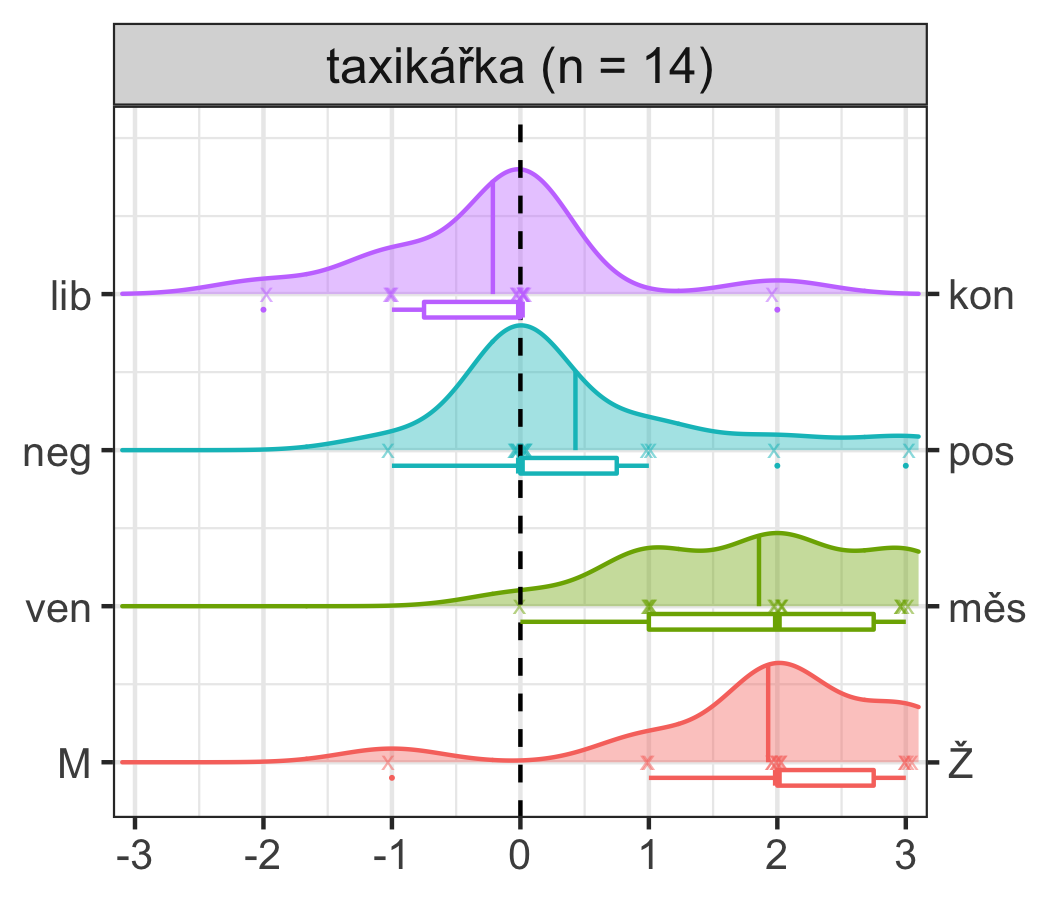 taxikářka (n = 14)
lib kon
neg pos
ven měs
M Ž
-3 -2 -1 0 1 2 3